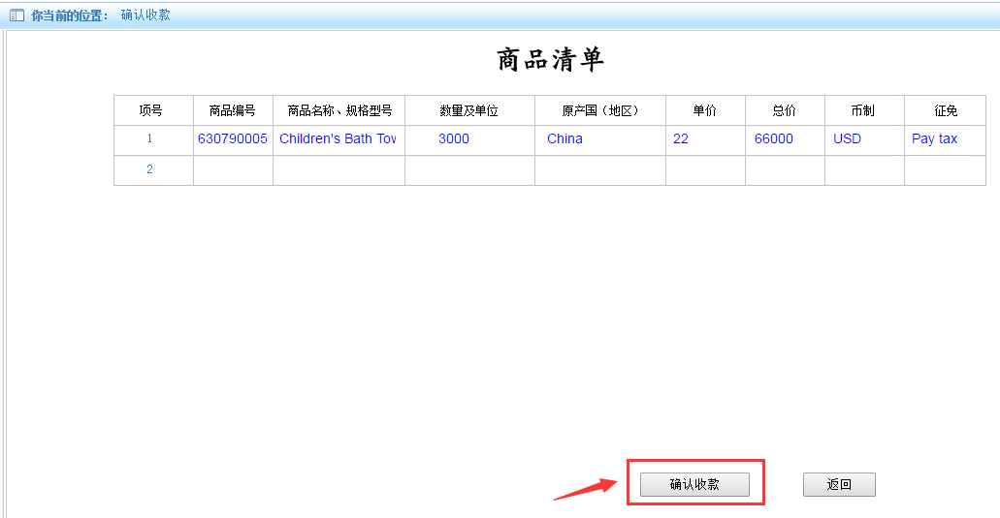 你当前的位置： 确认收款
商品清单
项号 商品编号 商品名称、规格型号 数量及单位 原产国（地区） 单价 总价 币制 征免
1 630790005 Children's Bath Tow 3000 China 22 66000 USD Pay tax
2
确认收款 返回